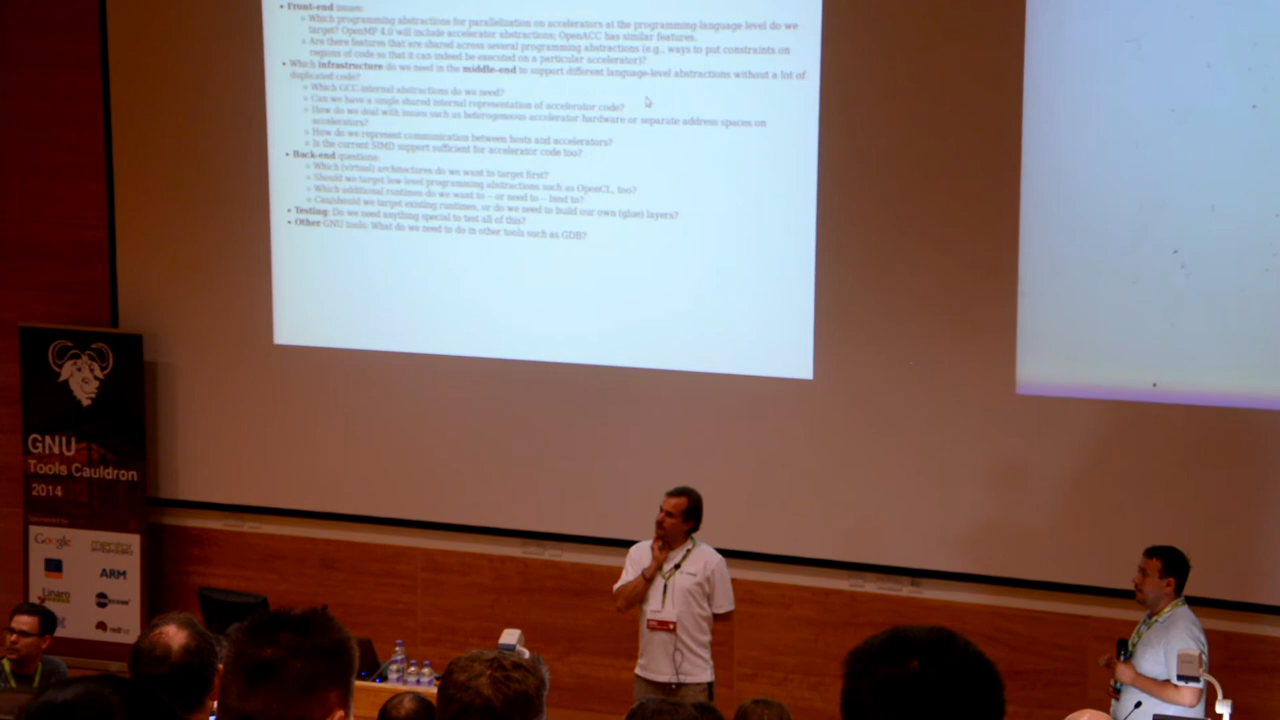 • Front-end issues:
◦ Which programming abstractions for parallelization on accelerators at the programming-language level do we
target? OpenMP 4.0 will include accelerator abstractions; OpenACC has similar features.
◦ Are there features that are shared across several programming abstractions (e.g., ways to put constraints on
regions of code so that it can indeed be executed on a particular accelerator)?
• Which infrastructure do we need in the middle-end to support different language-level abstractions without a lot of
duplicated code?
◦ Which GCC-internal abstractions do we need?
◦ Can we have a single shared internal representation of accelerator code?
◦ How do we deal with issues such as heterogeneous accelerator hardware or separate address spaces on
accelerators?
◦ How do we represent communication between hosts and accelerators?
◦ Is the current SIMD support sufficient for accelerator code too?
• Back-end questions:
◦ Which (virtual) architectures do we want to target first?
◦ Should we target low-level programming abstractions such as OpenCL, too?
◦ Which additional runtimes do we want to -- or need to -- bind to?
◦ Can/should we target existing runtimes, or do we need to build our own (glue) layers?
• Testing: Do we need anything special to test all of this?
• Other GNU tools: What do we need to do in other tools such as GDB?
GNU
Tools Cauldron
2014
Google
mentor
ARM
Linaro
redhat